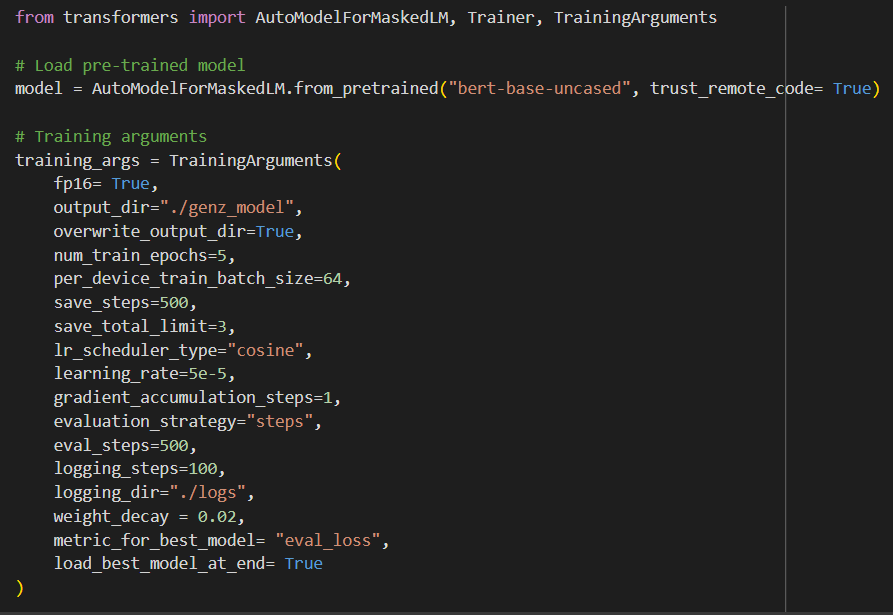 from transformers import AutoModelForMaskedLM, Trainer, TrainingArguments
# Load pre-trained model
model = AutoModelForMaskedLM.from_pretrained("bert-base-uncased", trust_remote_code= True)
# Training arguments
training_args = TrainingArguments(
    fp16= True,
    output_dir="./genz_model",
    overwrite_output_dir=True,
    num_train_epochs=5,
    per_device_train_batch_size=64,
    save_steps=500,
    save_total_limit=3,
    lr_scheduler_type="cosine",
    learning_rate=5e-5,
    gradient_accumulation_steps=1,
    evaluation_strategy="steps",
    eval_steps=500,
    logging_steps=100,
    logging_dir="./logs",
    weight_decay = 0.02,
    metric_for_best_model= "eval_loss",
    load_best_model_at_end= True
)